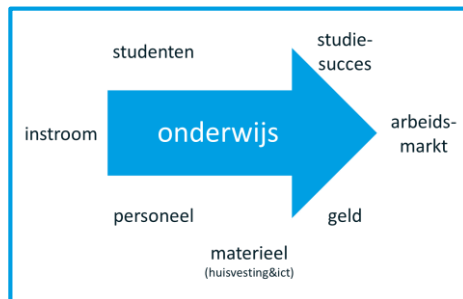 studenten
studie-
succes
instroom
onderwijs
arbeids-
markt
personeel
geld
materieel
(huisvesting&ict)